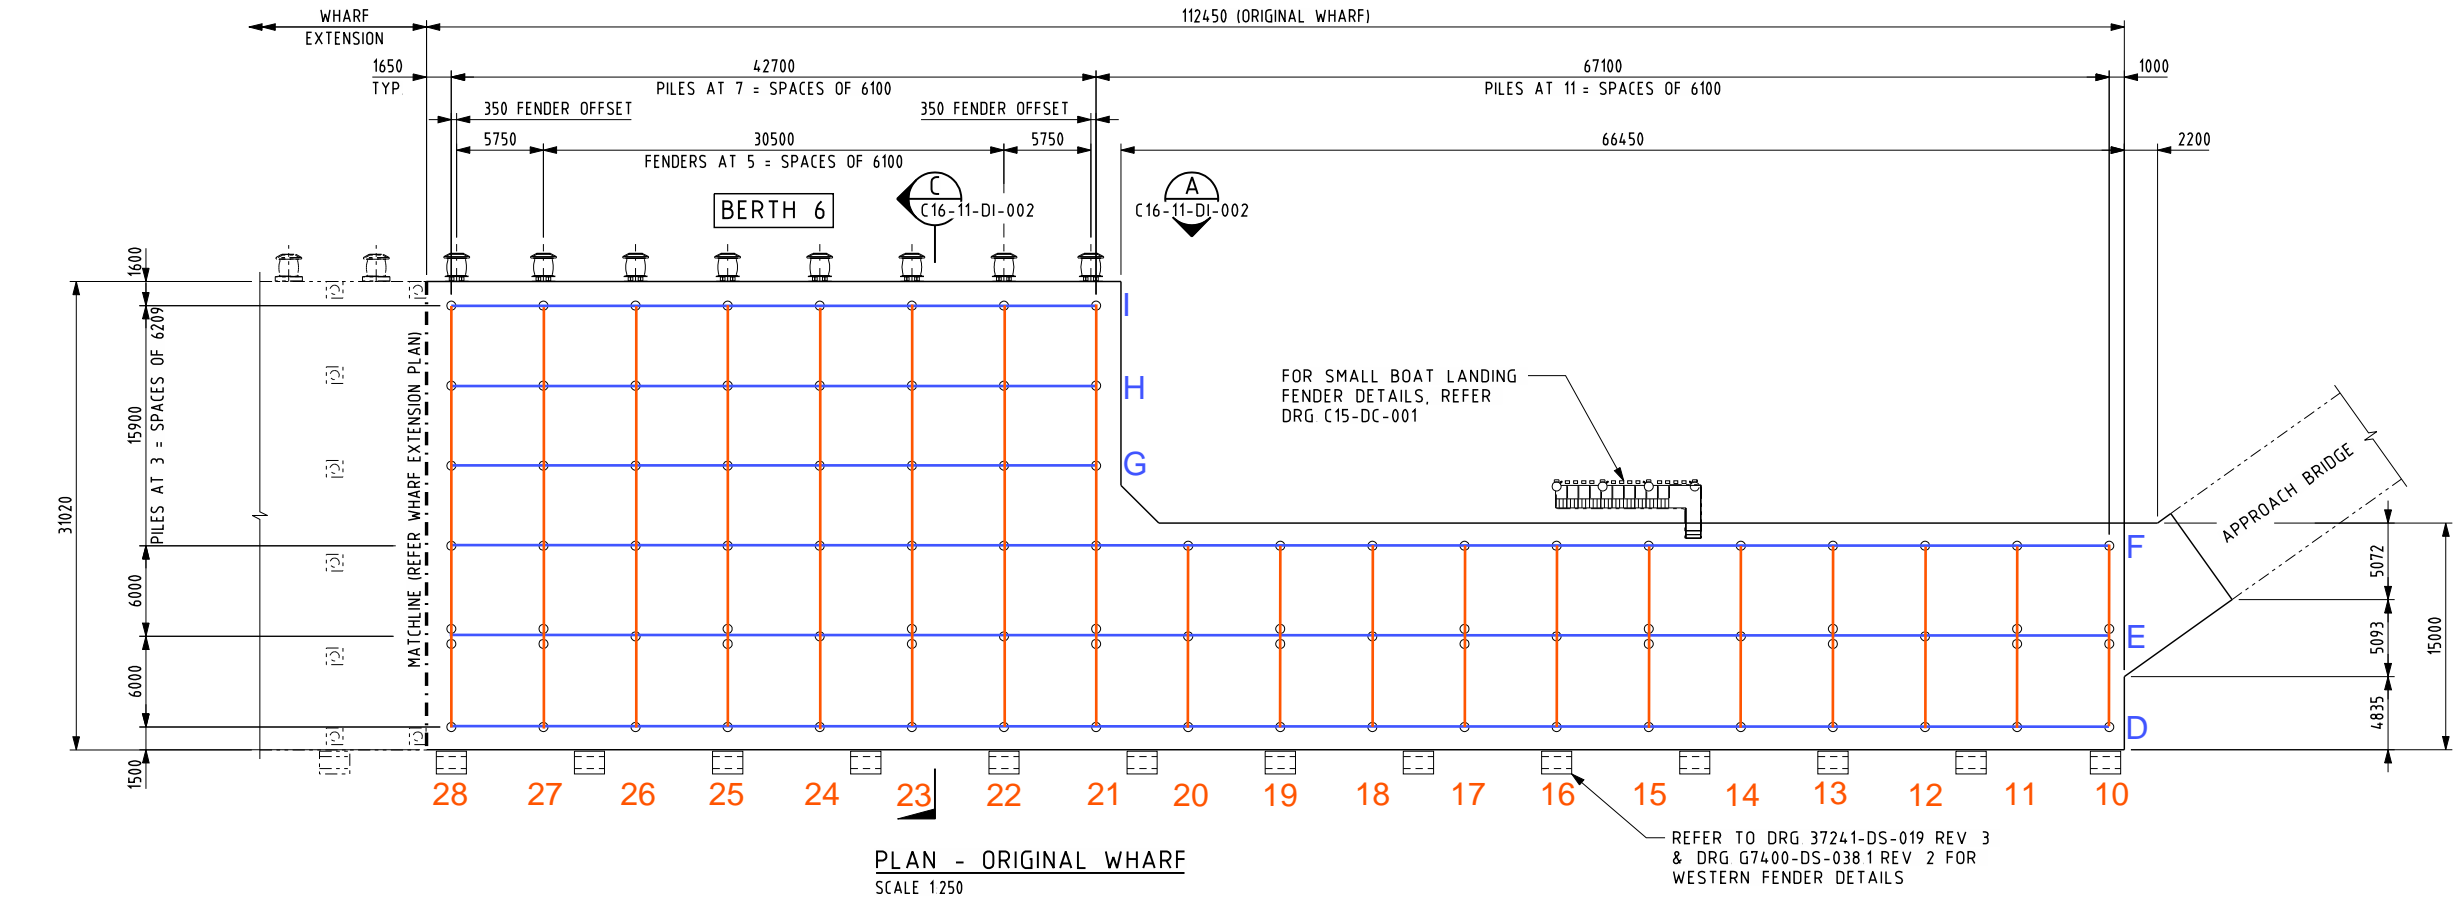 WHARF
EXTENSION
112450 (ORIGINAL WHARF)
1650
TYP.
42700
PILES AT 7 = SPACES OF 6100
67100
PILES AT 11 = SPACES OF 6100
1000
350 FENDER OFFSET
350 FENDER OFFSET
5750
30500
FENDERS AT 5 = SPACES OF 6100
5750
66450
2200
BERTH 6
C
C16-11-DI-002
A
C16-11-DI-002
1600
PILES AT 3 = SPACES OF 6209
15900
31020
6000
6000
1500
MATCHLINE (REFER WHARF EXTENSION PLAN)
I
H
G
F
E
D
FOR SMALL BOAT LANDING
FENDER DETAILS, REFER
DRG. C15-DC-001
APPROACH BRIDGE
5072
5093
4835
15000
28 27 26 25 24 23 22 21 20 19 18 17 16 15 14 13 12 11 10
REFER TO DRG. 37241-DS-019 REV 3
& DRG. G7400-DS-038.1 REV 2 FOR
WESTERN FENDER DETAILS
PLAN - ORIGINAL WHARF
SCALE 1:250